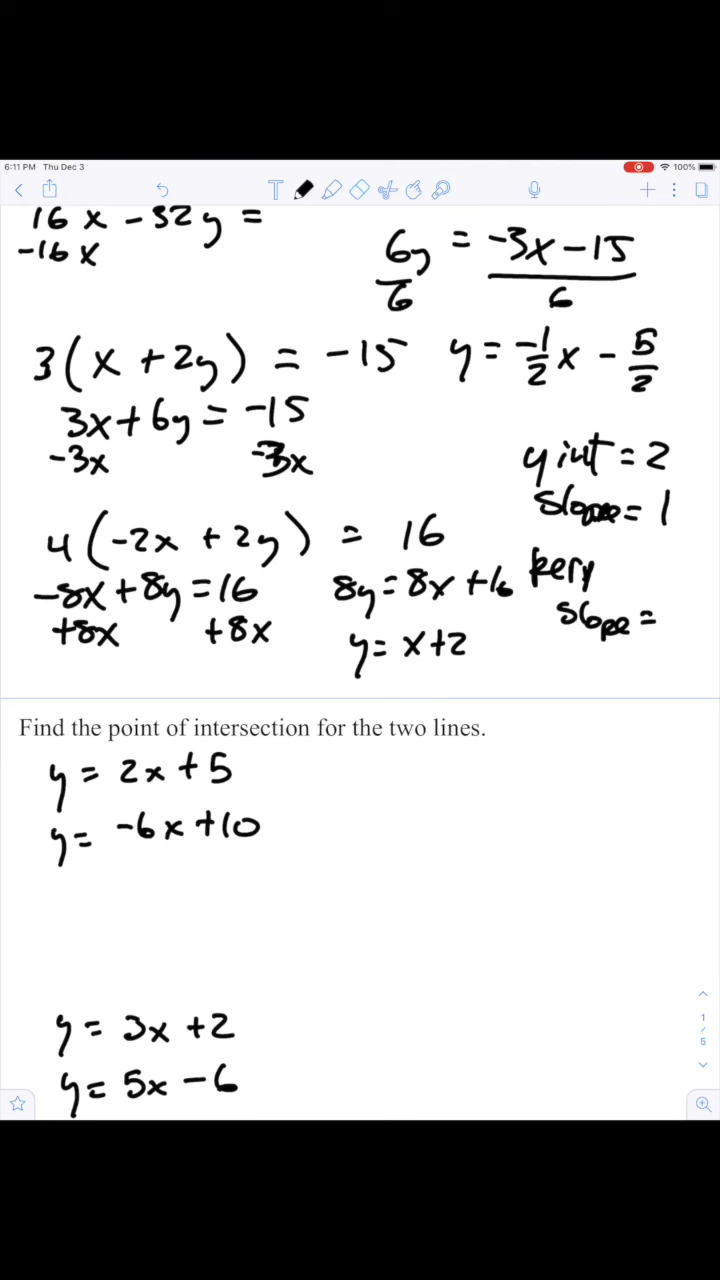 6:11 PM Thu Dec 3
100%
16x - 32y =
-16x
6y = -3x - 15
6 6
3(x + 2y) = -15
y = -1/2 x - 5/2
3x + 6y = -15
-3x -3x
y int = 2
slope = 1
4(-2x + 2y) = 16
-8x + 8y = 16
8y = 8x + 16
+8x +8x
y = x + 2
perp
slope =
Find the point of intersection for the two lines.
y = 2x + 5
y = -6x + 10
y = 3x + 2
y = 5x - 6
1
/
5